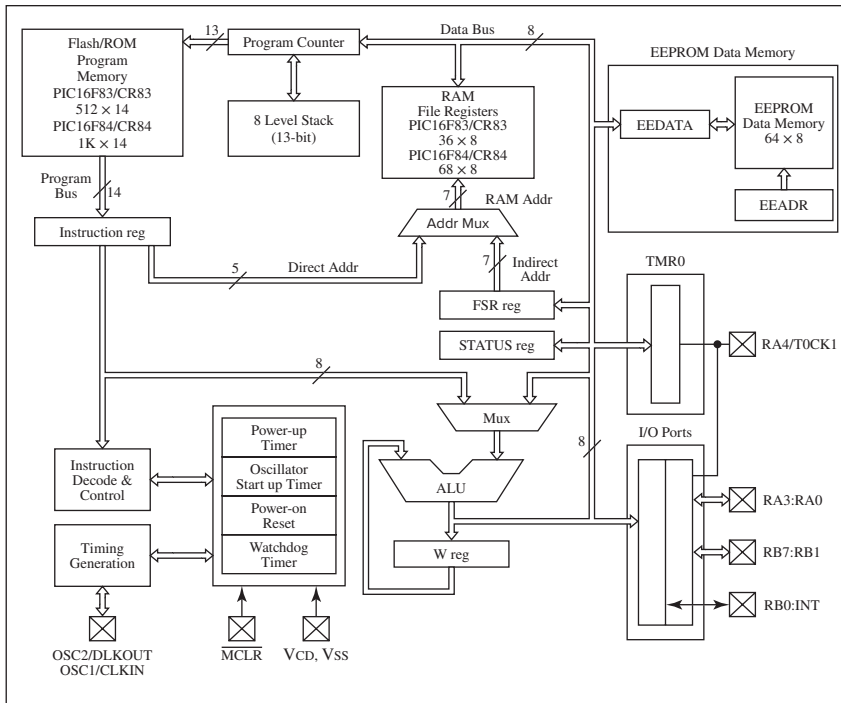 Flash/ROM
Program
Memory
PIC16F83/CR83
512 × 14
PIC16F84/CR84
1K × 14
13
Program Counter
Data Bus
8
8 Level Stack
(13-bit)
RAM
File Registers
PIC16F83/CR83
36 × 8
PIC16F84/CR84
68 × 8
EEPROM Data Memory
EEDATA
EEPROM
Data Memory
64 × 8
EEADR
Program
Bus
14
7
RAM Addr
Addr Mux
Instruction reg
5
Direct Addr
7
Indirect
Addr
FSR reg
STATUS reg
TMR0
RA4/T0CK1
8
Mux
8
I/O Ports
Power-up
Timer
Oscillator
Start up Timer
Power-on
Reset
Watchdog
Timer
Instruction
Decode &
Control
ALU
RA3:RA0
Timing
Generation
W reg
RB7:RB1
RB0:INT
OSC2/DLKOUT
OSC1/CLKIN
MCLR
VCD, VSS